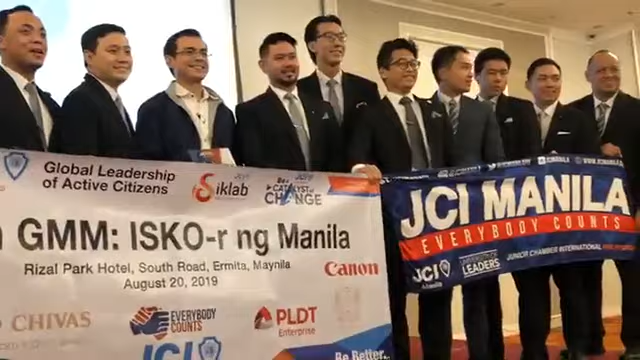 Global Leadership
of Active Citizens
Siklab
Be a
CATALYST of
CHANGE
GMM: ISKO-r ng Manila
Rizal Park Hotel, South Road, Ermita, Maynila
August 20, 2019
Canon
CHIVAS
EVERYBODY
COUNTS
PLDT
Enterprise
JCI
Be Better.
JCI MANILA
EVERYBODY COUNTS
JCI
Manila
UNIVERSITY OF
LEADERS
JUNIOR CHAMBER INTERNATIONAL